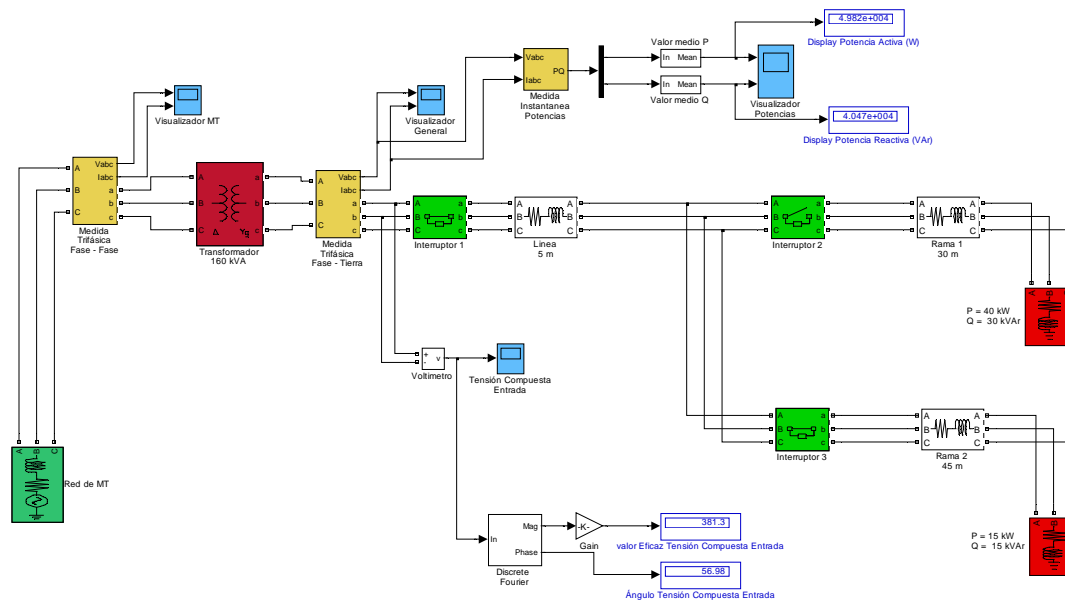 4.982e+004
Display Potencia Activa (W)
Valor medio P
In
Mean
Vabc
Iabc
PQ
Medida
Instantanea
Potencias
In
Mean
Valor medio Q
Visualizador
Potencias
4.047e+004
Display Potencia Reactiva (VAr)
Visualizador MT
Visualizador
General
A
B
C
Vabc
Iabc
a
b
c
Medida
Trifásica
Fase - Fase
A
B
C
a
b
c
Δ
Yg
Transformador
160 kVA
A
B
C
Vabc
Iabc
a
b
c
Medida
Trifásica
Fase - Tierra
A
B
C
a
b
c
Interruptor 1
A
B
C
A
B
C
Linea
5 m
A
B
C
a
b
c
Interruptor 2
A
B
C
A
B
C
Rama 1
30 m
P = 40 kW
Q = 30 kVAr
A
B
+
-
v
Voltimetro
Tensión Compuesta
Entrada
A
B
C
a
b
c
Interruptor 3
A
B
C
A
B
C
Rama 2
45 m
A
B
C
Red de MT
In
Mag
Phase
Discrete
Fourier
-K-
Gain
381.3
valor Eficaz Tensión Compuesta Entrada
56.98
Ángulo Tensión Compuesta Entrada
P = 15 kW
Q = 15 kVAr
A
B